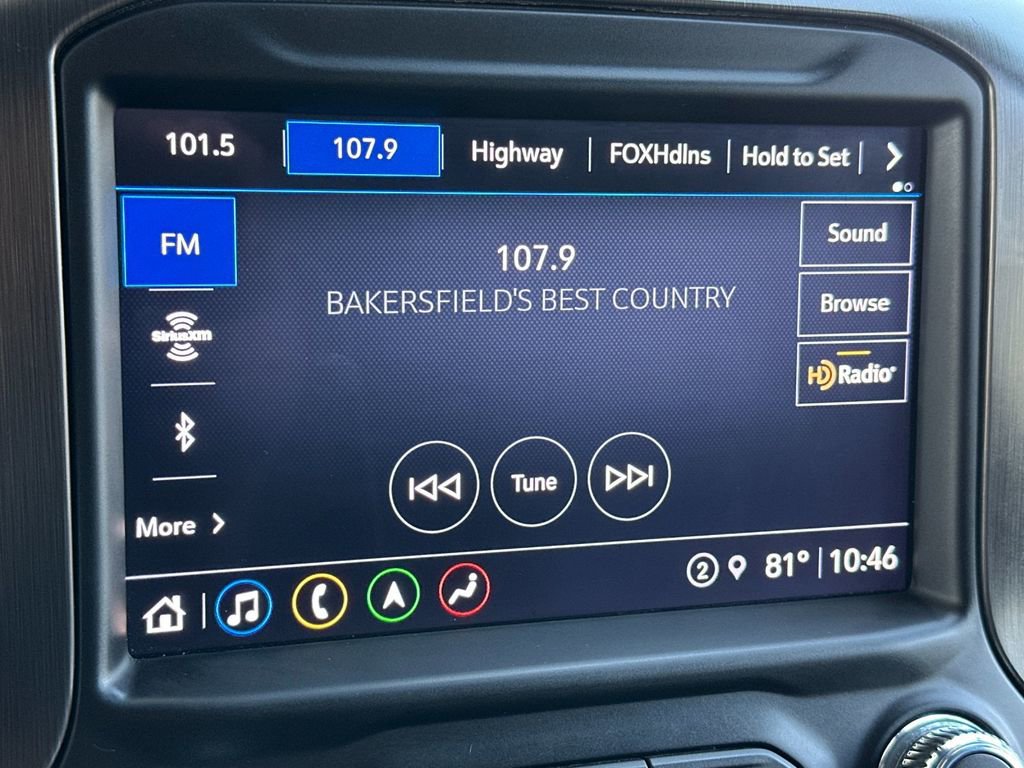 101.5
107.9
Highway
FOXHdlns
Hold to Set
FM
107.9
BAKERSFIELD'S BEST COUNTRY
Sound
SiriusXM
Browse
HD Radio
Tune
More
2
81°
10:46